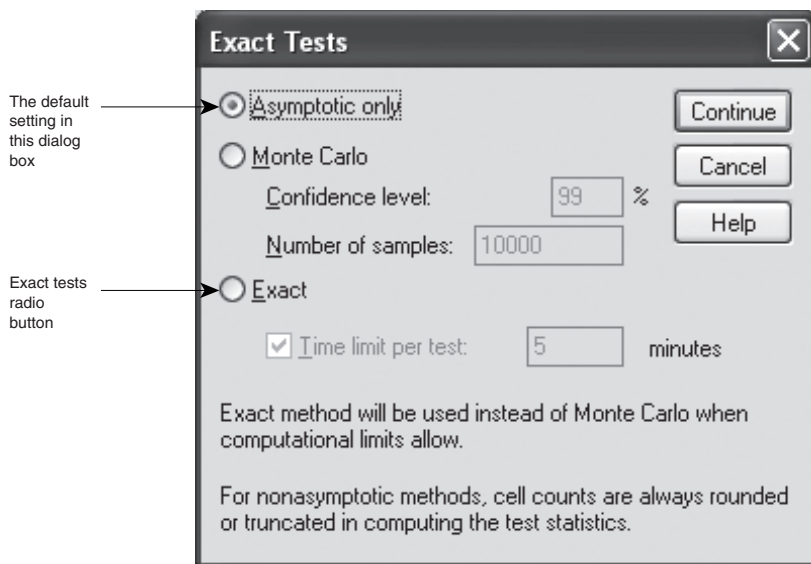 Exact Tests
The default
setting in
this dialog
box
Asymptotic only
Continue
Monte Carlo
Cancel
Confidence level: 99 %
Help
Number of samples: 10000
Exact tests
radio
button
Exact
Time limit per test: 5 minutes
Exact method will be used instead of Monte Carlo when
computational limits allow.
For nonasymptotic methods, cell counts are always rounded
or truncated in computing the test statistics.